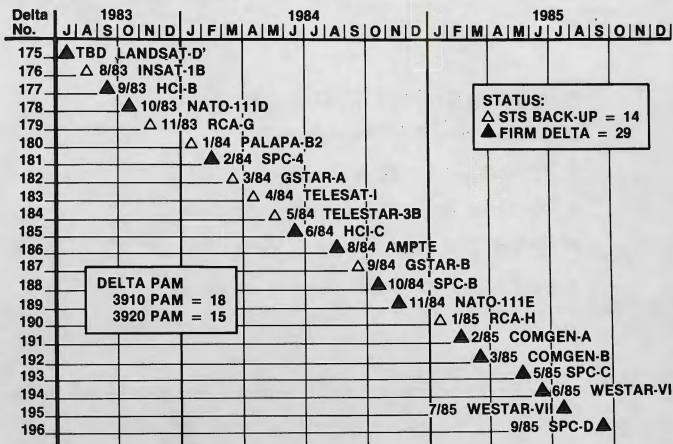 Delta No. 1983 1984 1985
J A S O N D J F M A M J J A S O N D J F M A M J J A S O N D
175 ▲TBD LANDSAT-D'
176 △ 8/83 INSAT-1B
177 ▲9/83 HCI-B
178 ▲10/83 NATO-111D
179 △ 11/83 RCA-G
180 △ 1/84 PALAPA-B2
181 ▲ 2/84 SPC-4
182 △ 3/84 GSTAR-A
183 △ 4/84 TELESAT-I
184 △ 5/84 TELESTAR-3B
185 ▲6/84 HCI-C
186 ▲8/84 AMPTE
187 △9/84 GSTAR-B
188 ▲10/84 SPC-B
189 ▲11/84 NATO-111E
190 △ 1/85 RCA-H
191 ▲ 2/85 COMGEN-A
192 ▲ 3/85 COMGEN-B
193 ▲ 5/85 SPC-C
194 ▲ 6/85 WESTAR-VI
195 7/85 WESTAR-VII ▲
196 9/85 SPC-D ▲
STATUS:
△ STS BACK-UP = 14
▲ FIRM DELTA = 29
DELTA PAM
3910 PAM = 18
3920 PAM = 15